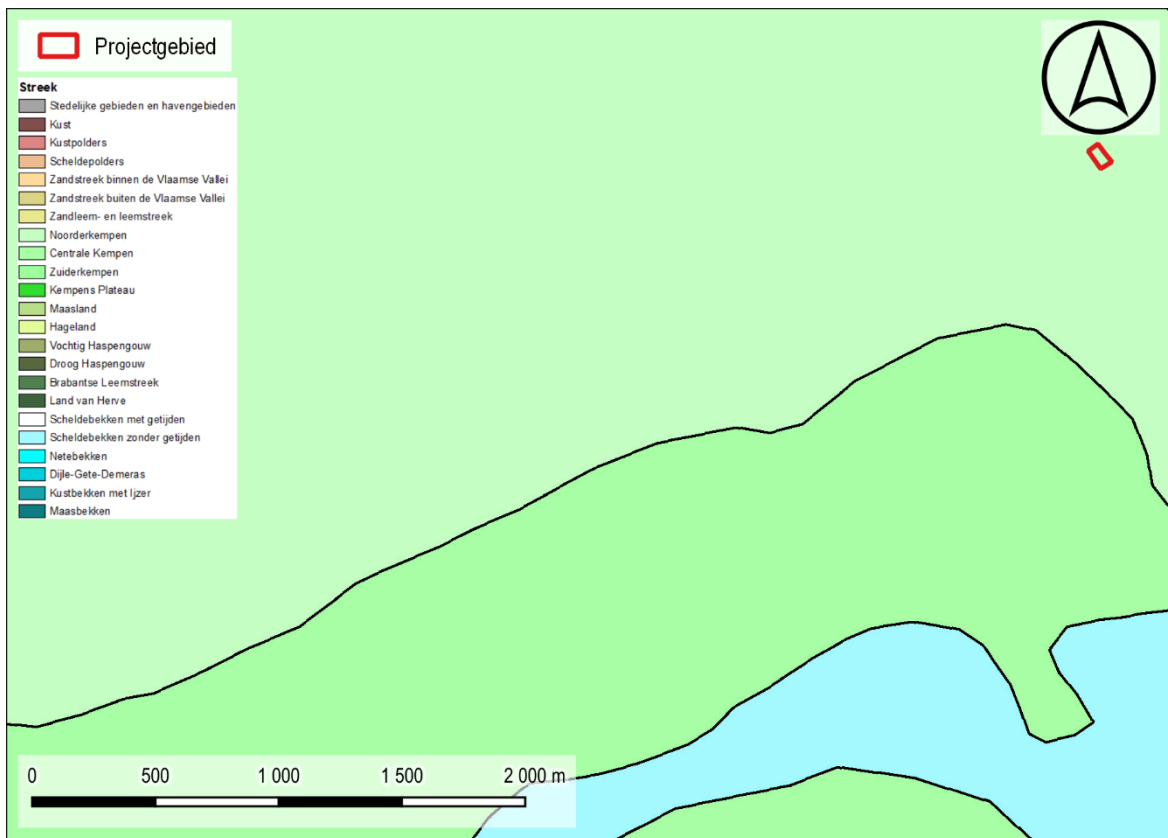 Projectgebied
Streek
Stedelijke gebieden en havengebieden
Kust
Kustpolders
Scheldepolders
Zandstreek binnen de Vlaamse Vallei
Zandstreek buiten de Vlaamse Vallei
Zandleem- en leemstreek
Noorderkempen
Centrale Kempen
Zuiderkempen
Kempens Plateau
Maasland
Hageland
Vochtig Haspengouw
Droog Haspengouw
Brabantse Leemstreek
Land van Herve
Scheldebekken met getijden
Scheldebekken zonder getijden
Netebekken
Dijle-Gete-Demeras
Kustbekken met Ijzer
Maasbekken
0 500 1 000 1 500 2 000 m